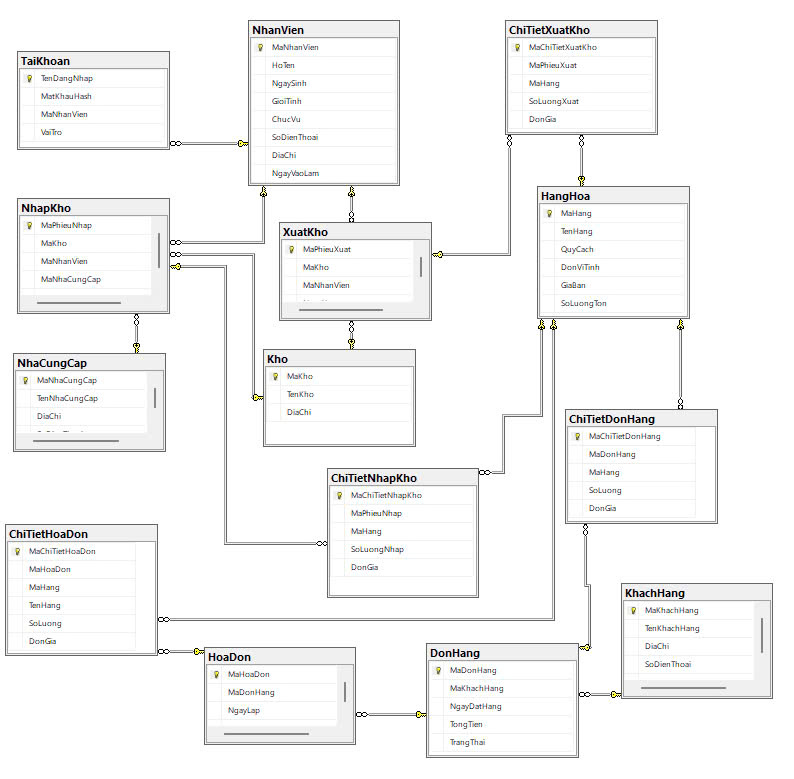 NhanVien
MaNhanVien
HoTen
NgaySinh
GioiTinh
ChucVu
SoDienThoai
DiaChi
NgayVaoLam
ChiTietXuatKho
MaChiTietXuatKho
MaPhieuXuat
MaHang
SoLuongXuat
DonGia
TaiKhoan
TenDangNhap
MatKhauHash
MaNhanVien
VaiTro
NhapKho
MaPhieuNhap
MaKho
MaNhanVien
MaNhaCungCap
XuatKho
MaPhieuXuat
MaKho
MaNhanVien
HangHoa
MaHang
TenHang
QuyCach
DonViTinh
GiaBan
SoLuongTon
NhaCungCap
MaNhaCungCap
TenNhaCungCap
DiaChi
Kho
MaKho
TenKho
DiaChi
ChiTietDonHang
MaChiTietDonHang
MaDonHang
MaHang
SoLuong
DonGia
ChiTietNhapKho
MaChiTietNhapKho
MaPhieuNhap
MaHang
SoLuongNhap
DonGia
ChiTietHoaDon
MaChiTietHoaDon
MaHoaDon
MaHang
TenHang
SoLuong
DonGia
KhachHang
MaKhachHang
TenKhachHang
DiaChi
SoDienThoai
HoaDon
MaHoaDon
MaDonHang
NgayLap
DonHang
MaDonHang
MaKhachHang
NgayDatHang
TongTien
TrangThai